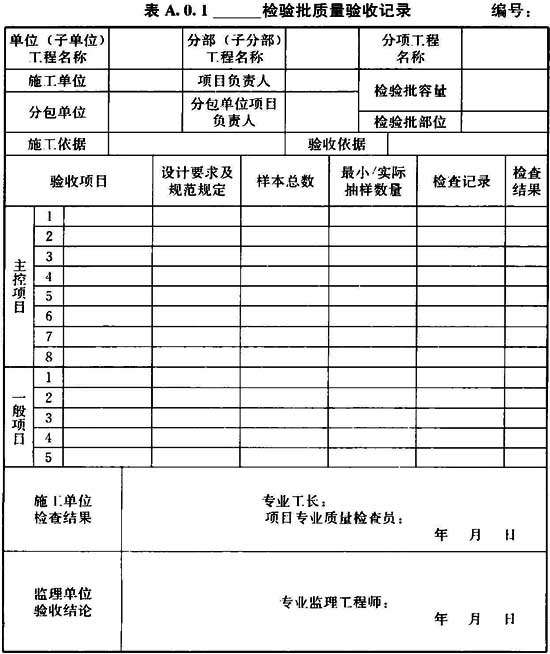 表 A.0.1 ______检验批质量验收记录 编号：
单位（子单位） 分部（子分部） 分项工程
工程名称 工程名称 名称
施工单位 项目负责人 检验批容量
分包单位 分包单位项目
负责人 检验批部位
施工依据 验收依据
验收项目 设计要求及 样本总数 最小/实际 检查记录 检查
规范规定 抽样数量 结果
主控项目
1
2
3
4
5
6
7
8
一般项目
1
2
3
4
5
施工单位 专业工长：
检查结果 项目专业质量检查员：
年 月 日
监理单位
验收结论 专业监理工程师：
年 月 日